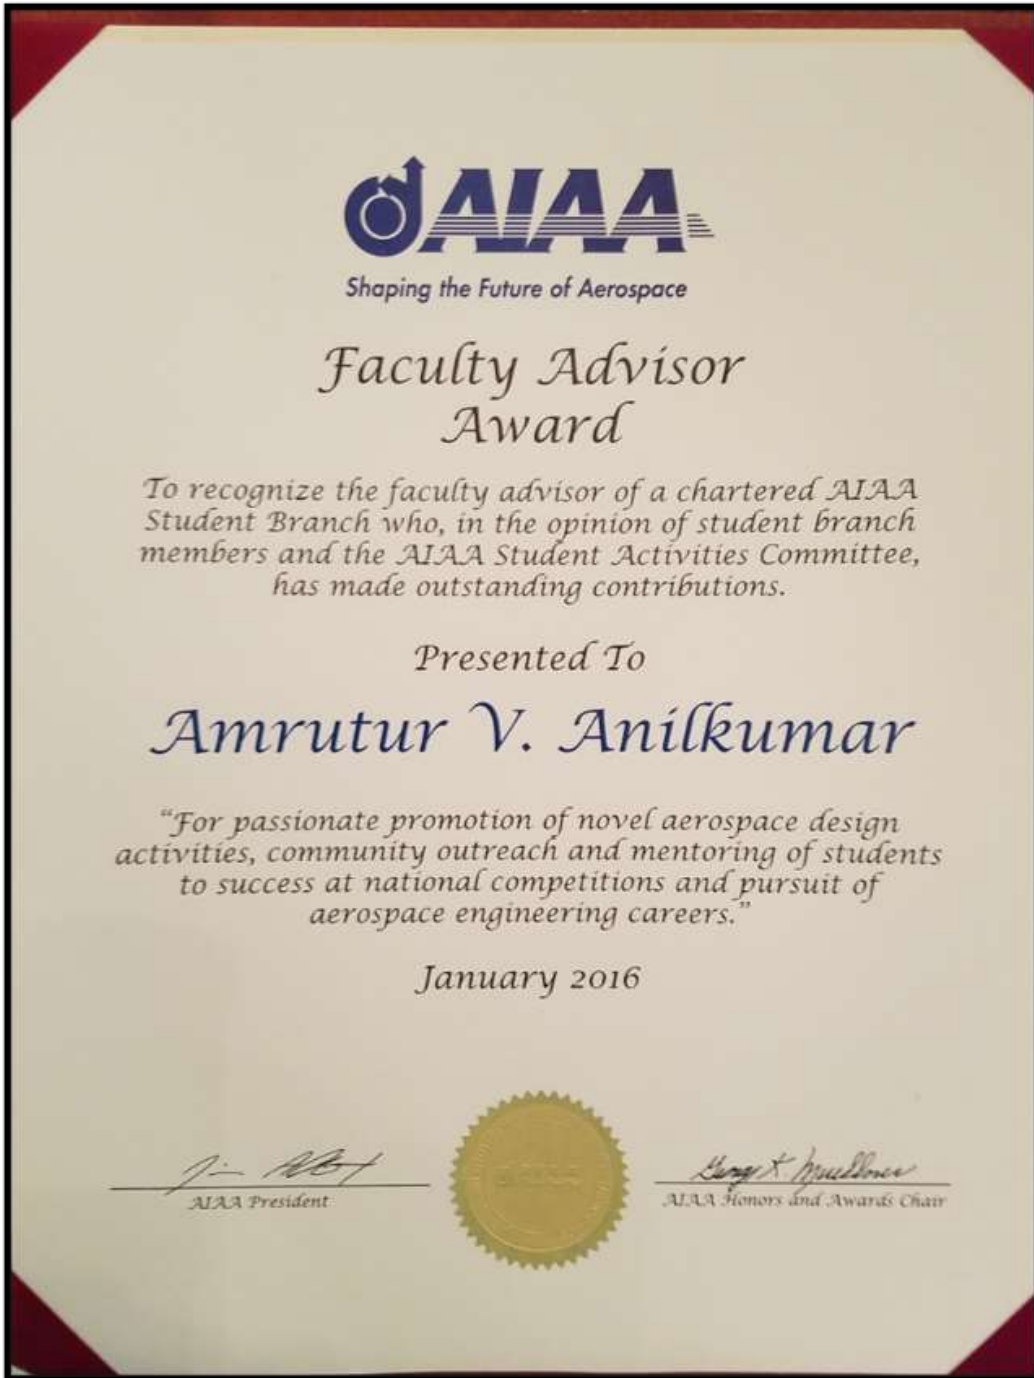 AIAA
Shaping the Future of Aerospace
Faculty Advisor
Award
To recognize the faculty advisor of a chartered AIAA
Student Branch who, in the opinion of student branch
members and the AIAA Student Activities Committee,
has made outstanding contributions.
Presented To
Amrutur V. Anilkumar
“For passionate promotion of novel aerospace design
activities, community outreach and mentoring of students
to success at national competitions and pursuit of
aerospace engineering careers.”
January 2016
AIAA President
AIAA Honors and Awards Chair